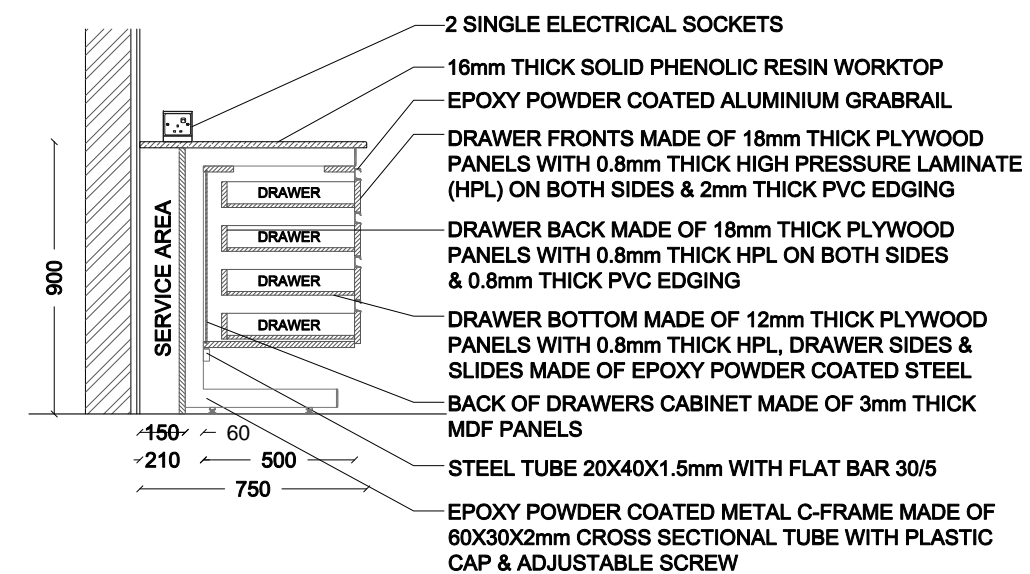 2 SINGLE ELECTRICAL SOCKETS
16mm THICK SOLID PHENOLIC RESIN WORKTOP
EPOXY POWDER COATED ALUMINIUM GRABRAIL
DRAWER FRONTS MADE OF 18mm THICK PLYWOOD
PANELS WITH 0.8mm THICK HIGH PRESSURE LAMINATE
(HPL) ON BOTH SIDES & 2mm THICK PVC EDGING
DRAWER BACK MADE OF 18mm THICK PLYWOOD
PANELS WITH 0.8mm THICK HPL ON BOTH SIDES
& 0.8mm THICK PVC EDGING
DRAWER BOTTOM MADE OF 12mm THICK PLYWOOD
PANELS WITH 0.8mm THICK HPL, DRAWER SIDES &
SLIDES MADE OF EPOXY POWDER COATED STEEL
BACK OF DRAWERS CABINET MADE OF 3mm THICK
MDF PANELS
STEEL TUBE 20X40X1.5mm WITH FLAT BAR 30/5
EPOXY POWDER COATED METAL C-FRAME MADE OF
60X30X2mm CROSS SECTIONAL TUBE WITH PLASTIC
CAP & ADJUSTABLE SCREW
DRAWER
DRAWER
DRAWER
DRAWER
SERVICE AREA
900
150
60
210
500
750